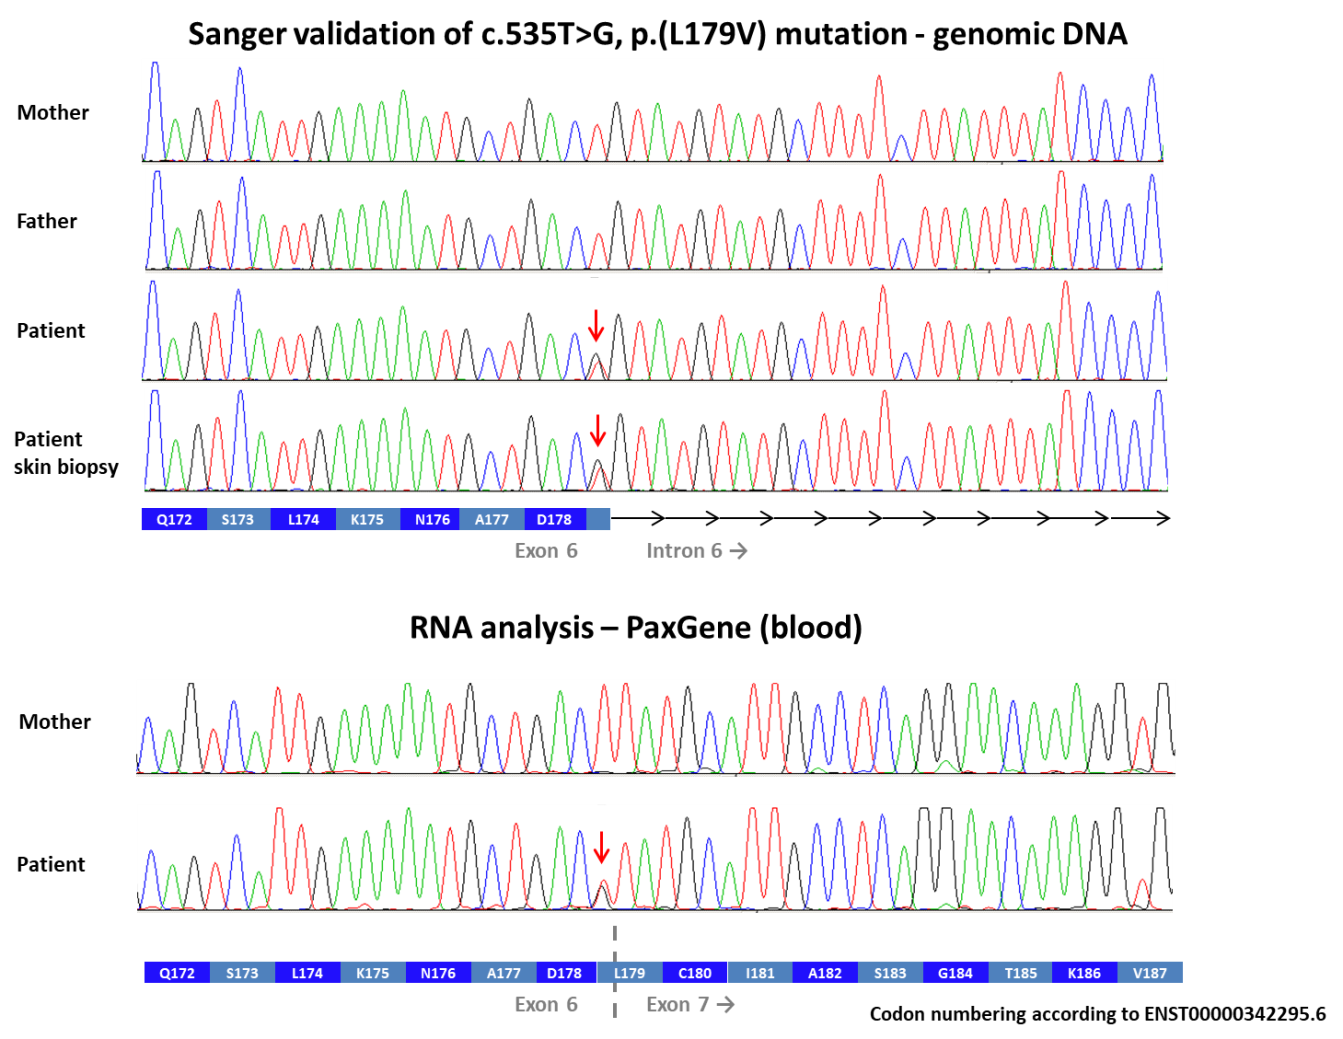 Sanger validation of c.535T>G, p.(L179V) mutation - genomic DNA
Mother
Father
Patient
Patient
skin biopsy
Q172 S173 L174 K175 N176 A177 D178
Exon 6 Intron 6 →
RNA analysis – PaxGene (blood)
Mother
Patient
Q172 S173 L174 K175 N176 A177 D178 L179 C180 I181 A182 S183 G184 T185 K186 V187
Exon 6 Exon 7 →
Codon numbering according to ENST00000342295.6